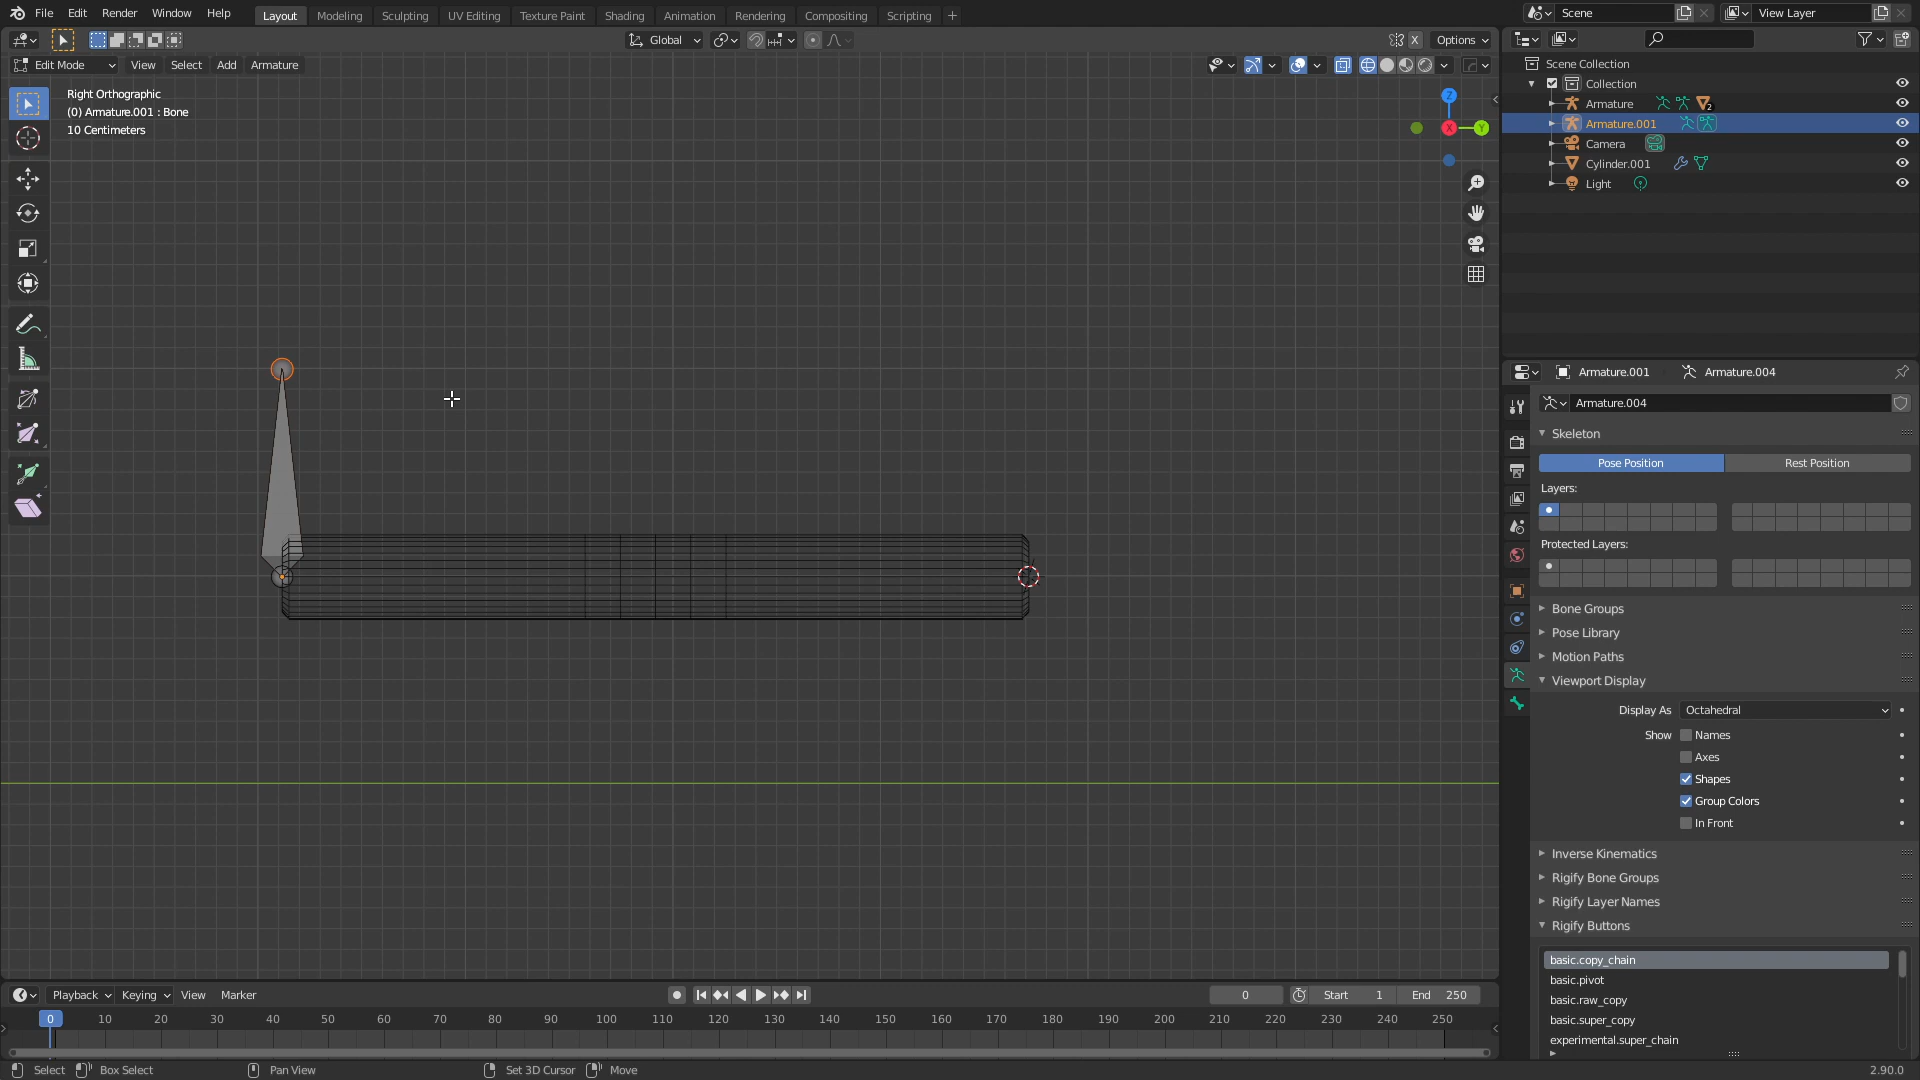 File Edit Render Window Help Layout Modeling Sculpting UV Editing Texture Paint Shading Animation Rendering Compositing Scripting + Scene View Layer
Global X Options
Edit Mode View Select Add Armature
Right Orthographic
(0) Armature.001 : Bone
10 Centimeters
Z
X
Y
Scene Collection
Collection
Armature 2
Armature.001
Camera
Cylinder.001
Light
Armature.001 Armature.004
Armature.004
Skeleton
Pose Position Rest Position
Layers:
Protected Layers:
Bone Groups
Pose Library
Motion Paths
Viewport Display
Display As Octahedral
Show Names
Axes
Shapes
Group Colors
In Front
Inverse Kinematics
Rigify Bone Groups
Rigify Layer Names
Rigify Buttons
basic.copy_chain
basic.pivot
basic.raw_copy
basic.super_copy
experimental.super_chain
Playback Keying View Marker 0 Start 1 End 250
0 10 20 30 40 50 60 70 80 90 100 110 120 130 140 150 160 170 180 190 200 210 220 230 240 250
Select Box Select Pan View Set 3D Cursor Move 2.90.0